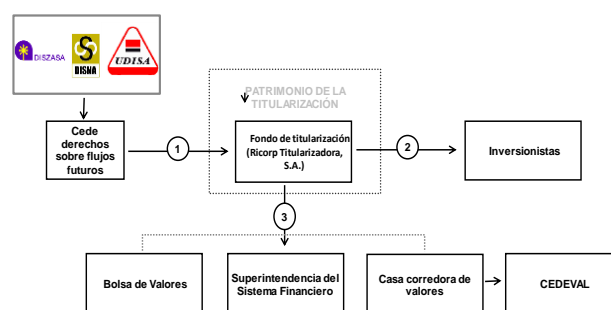 DISZASA
S
DISNA
UDISA
PATRIMONIO DE LA
TITULARIZACIÓN
Cede
derechos
sobre flujos
futuros
1
Fondo de titularización
(Ricorp Titularizadora,
S.A.)
2
Inversionistas
3
Bolsa de Valores
Superintendencia del
Sistema Financiero
Casa corredora de
valores
CEDEVAL